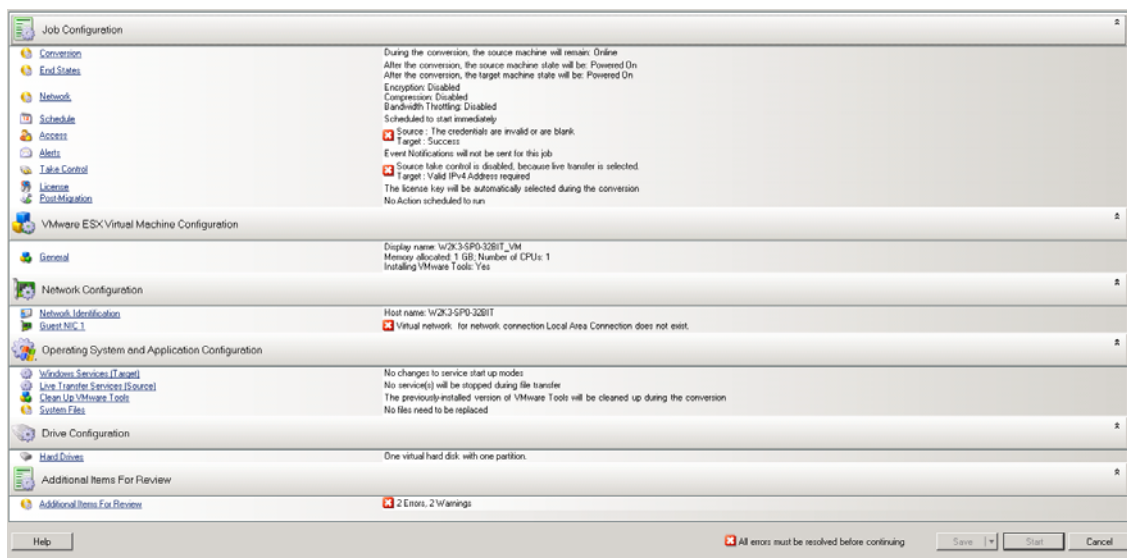 Job Configuration
Conversion During the conversion, the source machine will remain: Online
End States After the conversion, the source machine state will be: Powered On
After the conversion, the target machine state will be: Powered On
Network Encryption: Disabled
Compression: Disabled
Bandwidth Throttling: Disabled
Schedule Scheduled to start immediately
Access Source : The credentials are invalid or are blank.
Target : Success
Alerts Event Notifications will not be sent for this job
Take Control Source take control is disabled, because live transfer is selected.
Target : Valid IPv4 Address required
License The license key will be automatically selected during the conversion
Post-Migration No Action scheduled to run
VMware ESX Virtual Machine Configuration
General Display name: W2K3-SP0-32BIT_VM
Memory allocated: 1 GB; Number of CPUs: 1
Installing VMware Tools: Yes
Network Configuration
Network Identification Host name: W2K3-SP0-32BIT
Guest NIC 1 Virtual network for network connection Local Area Connection does not exist.
Operating System and Application Configuration
Windows Services (Target) No changes to service start up modes
Live Transfer Services (Source) No service(s) will be stopped during file transfer
Clean Up VMware Tools The previously-installed version of VMware Tools will be cleaned up during the conversion
System Files No files need to be replaced
Drive Configuration
Hard Drives One virtual hard disk with one partition.
Additional Items For Review
Additional Items For Review 2 Errors, 2 Warnings
Help All errors must be resolved before continuing Save Start Cancel